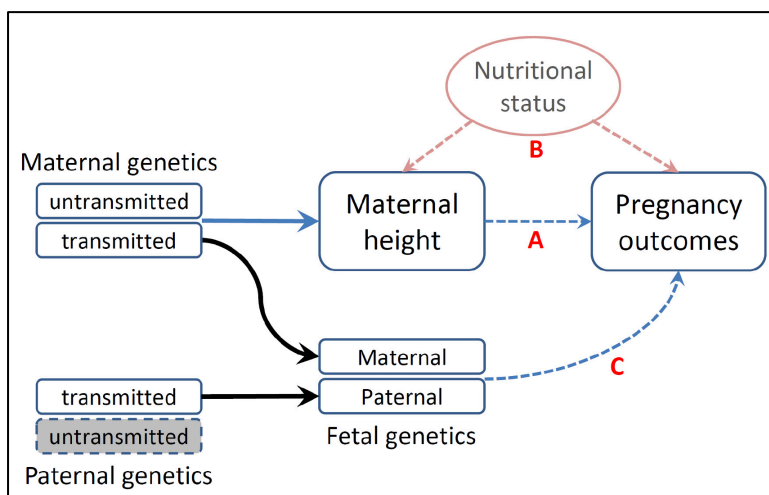 Nutritional
status
B
Maternal genetics
untransmitted
transmitted
Maternal
height
A
Pregnancy
outcomes
Maternal
C
transmitted
Paternal
untransmitted
Fetal genetics
Paternal genetics